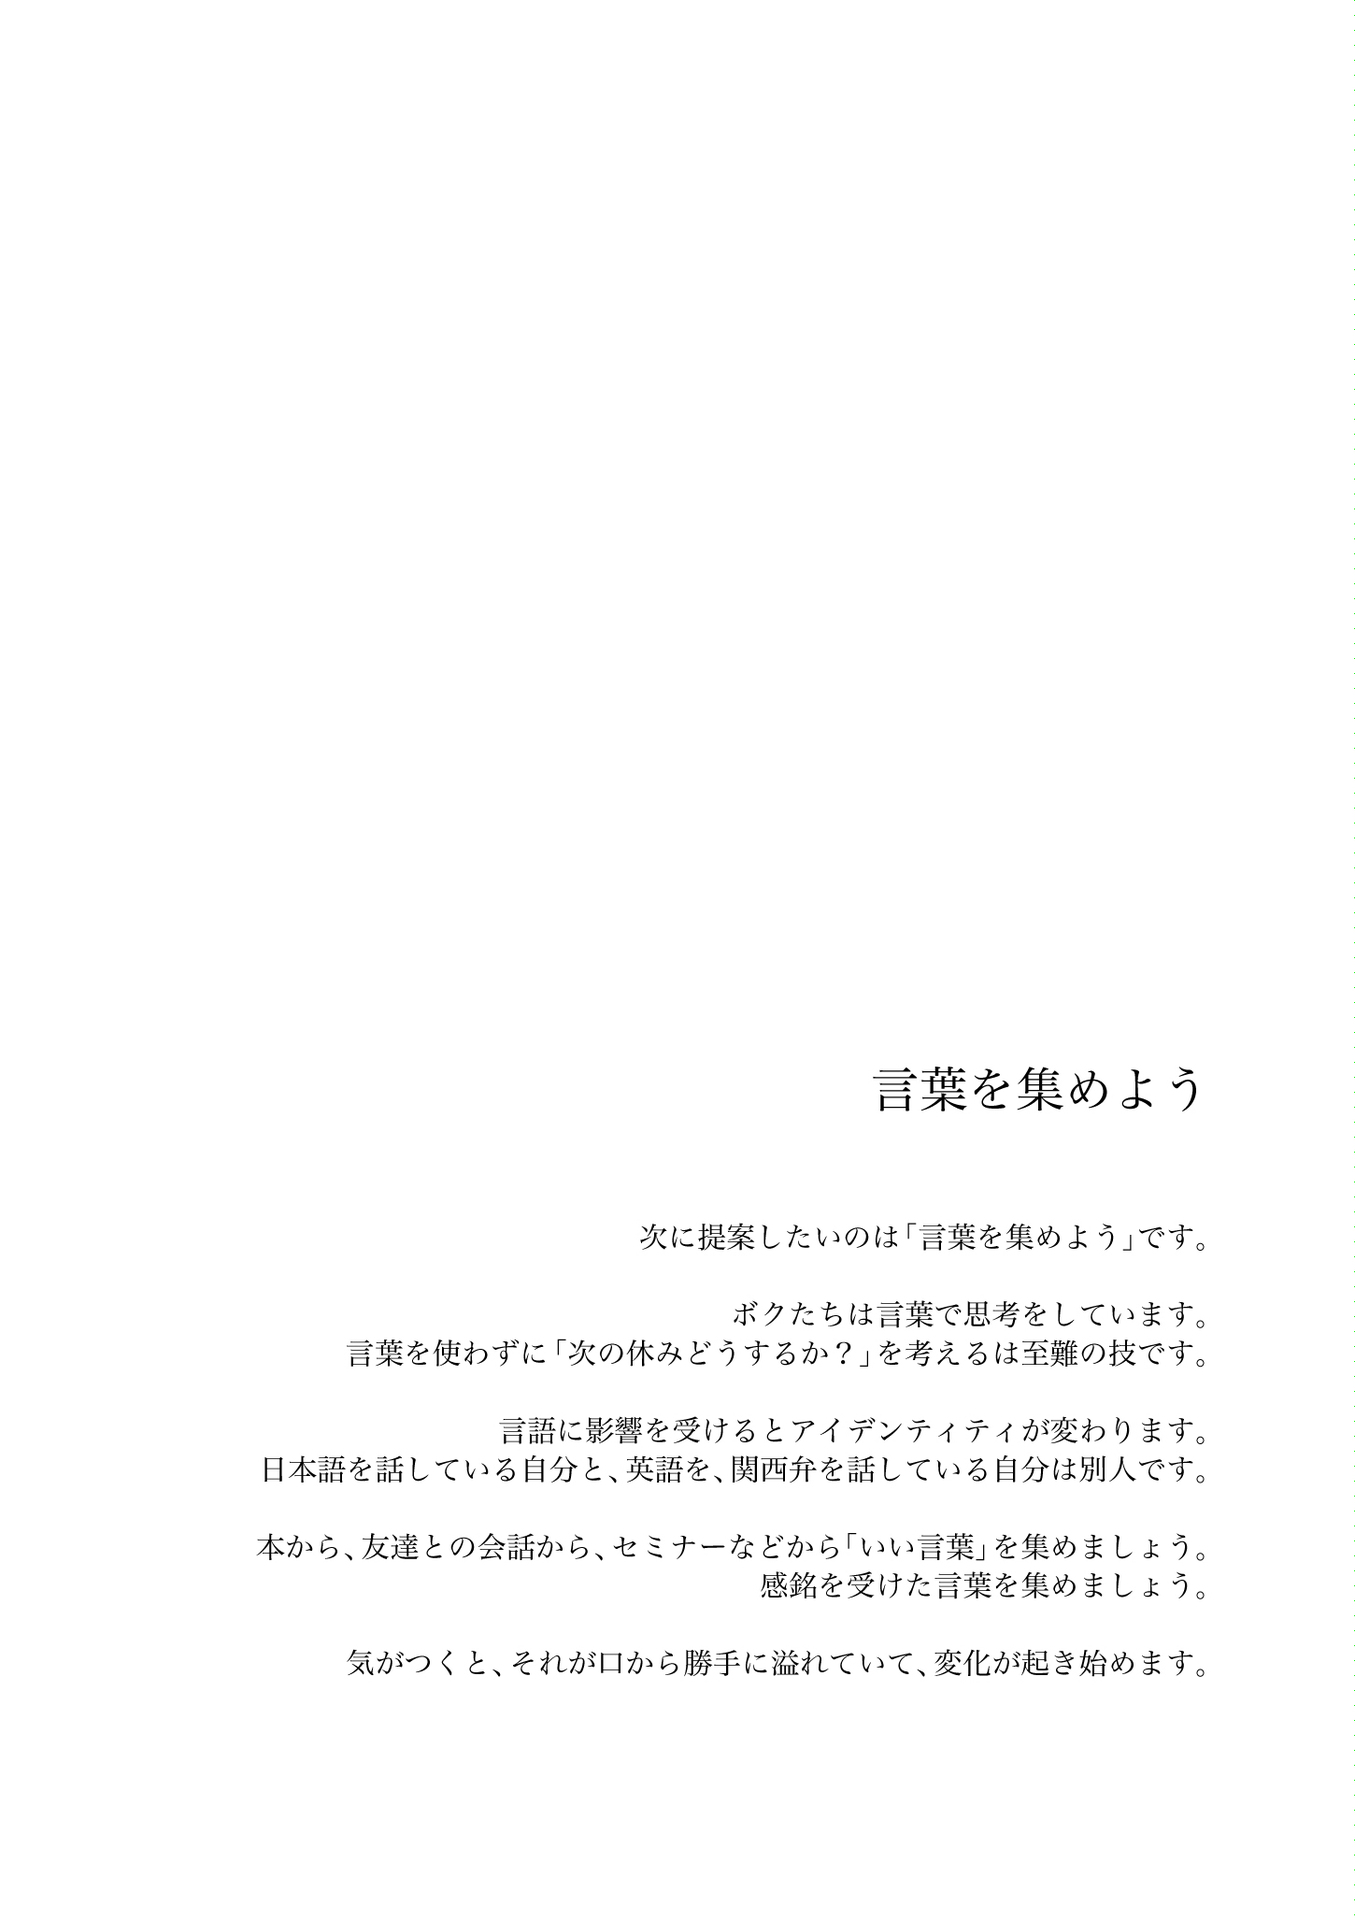 言葉を集めよう
次に提案したいのは「言葉を集めよう」です。
ボクたちは言葉で思考をしています。
言葉を使わずに「次の休みどうするか？」を考えるは至難の技です。
言語に影響を受けるとアイデンティティが変わります。
日本語を話している自分と、英語を、関西弁を話している自分は別人です。
本から、友達との会話から、セミナーなどから「いい言葉」を集めましょう。
感銘を受けた言葉を集めましょう。
気がつくと、それが口から勝手に溢れていて、変化が起き始めます。